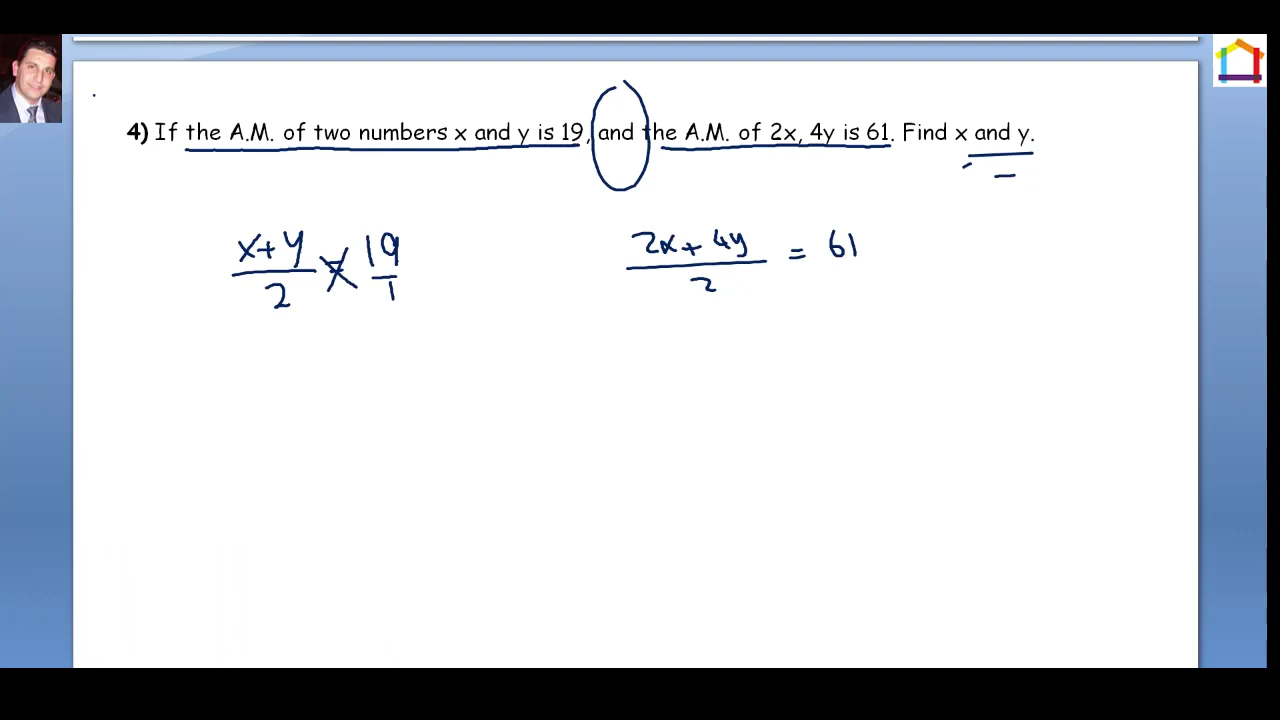 4) If the A.M. of two numbers x and y is 19, and the A.M. of 2x, 4y is 61. Find x and y.
x+y/2 = 19/1
2x+4y/2 = 61